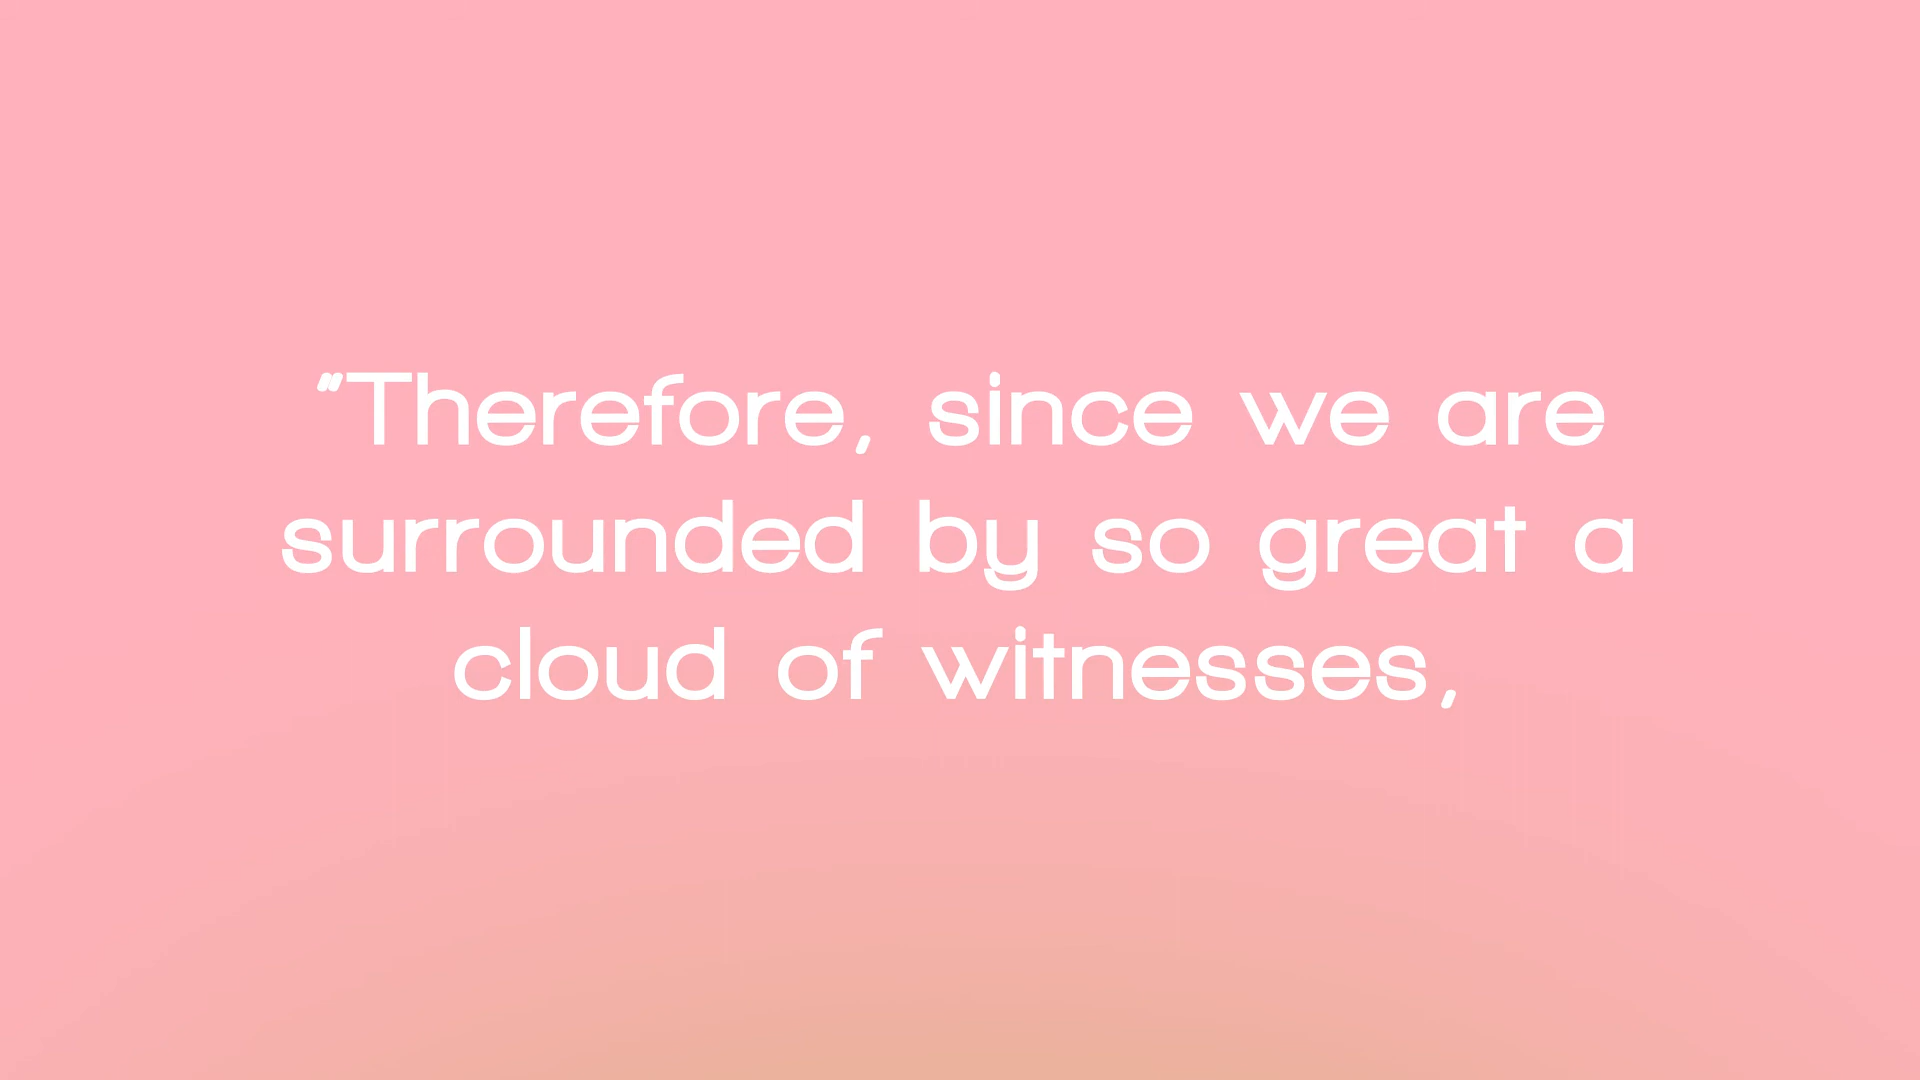 “Therefore, since we are
surrounded by so great a
cloud of witnesses,